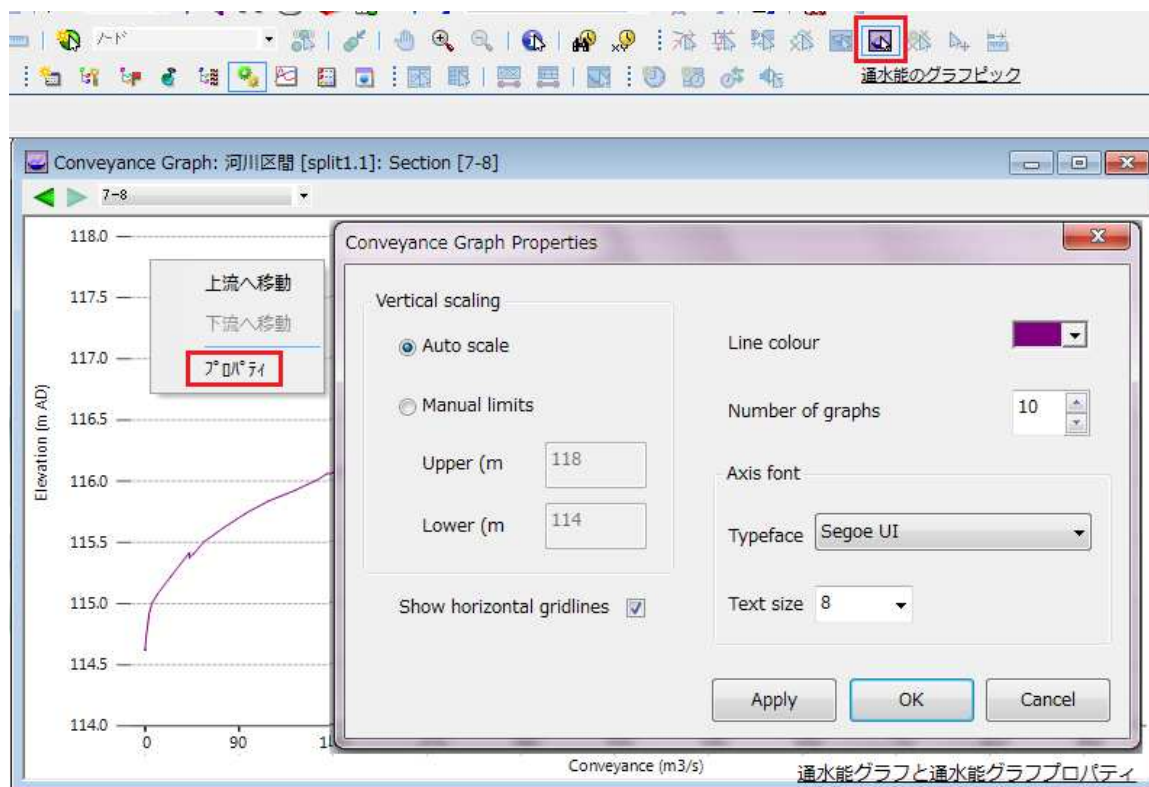 ノード
通水能のグラフピック
Conveyance Graph: 河川区間 [split1.1]: Section [7-8]
7-8
118.0
117.5
117.0
116.5
116.0
115.5
115.0
114.5
114.0
Elevation (m AD)
上流へ移動
下流へ移動
プロパティ
Conveyance Graph Properties
Vertical scaling
Auto scale
Manual limits
Upper (m
118
Lower (m
114
Show horizontal gridlines
Line colour
Number of graphs
10
Axis font
Typeface
Segoe UI
Text size
8
Apply
OK
Cancel
0
90
Conveyance (m3/s)
通水能グラフと通水能グラフプロパティ